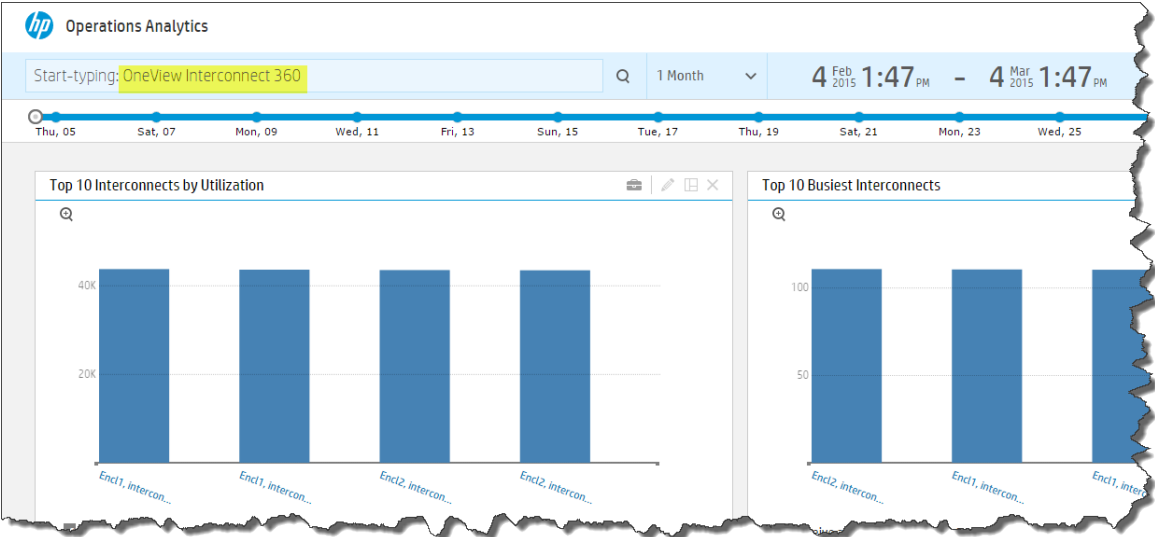 hp Operations Analytics
Start-typing: OneView Interconnect 360
1 Month
4 Feb 2015 1:47 PM - 4 Mar 2015 1:47 PM
Thu, 05 Sat, 07 Mon, 09 Wed, 11 Fri, 13 Sun, 15 Tue, 17 Thu, 19 Sat, 21 Mon, 23 Wed, 25
Top 10 Interconnects by Utilization
40K
20K
Encl1, intercon... Encl1, intercon... Encl2, intercon... Encl2, intercon...
Top 10 Busiest Interconnects
100
50
Encl2, intercon... Encl1, intercon... Encl1, interc